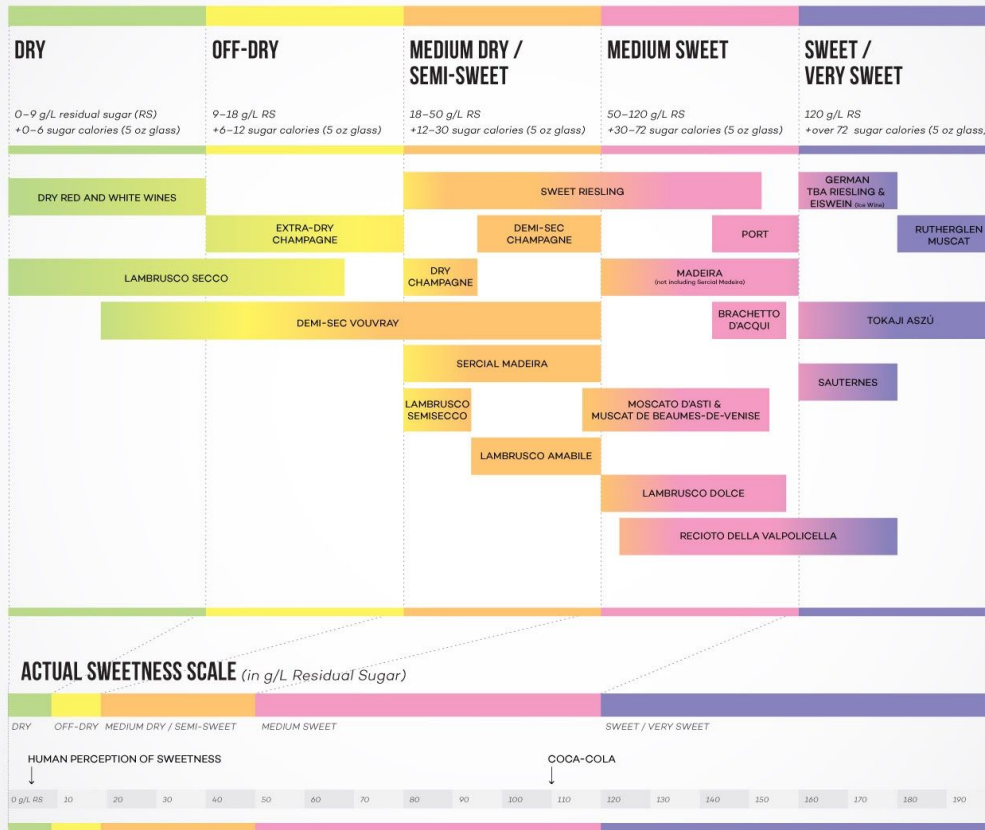 DRY
0–9 g/L residual sugar (RS)
+0–6 sugar calories (5 oz glass)
OFF-DRY
9–18 g/L RS
+6–12 sugar calories (5 oz glass)
MEDIUM DRY /
SEMI-SWEET
18–50 g/L RS
+12–30 sugar calories (5 oz glass)
MEDIUM SWEET
50–120 g/L RS
+30–72 sugar calories (5 oz glass)
SWEET /
VERY SWEET
120 g/L RS
+over 72 sugar calories (5 oz glass)
DRY RED AND WHITE WINES
SWEET RIESLING
GERMAN
TBA RIESLING &
EISWEIN (Ice Wine)
EXTRA-DRY
CHAMPAGNE
DEMI-SEC
CHAMPAGNE
PORT
RUTHERGLEN
MUSCAT
LAMBRUSCO SECCO
DRY
CHAMPAGNE
MADEIRA
(not including Sercial Madeira)
DEMI-SEC VOUVRAY
BRACHETTO
D'ACQUI
TOKAJI ASZÚ
SERCIAL MADEIRA
SAUTERNES
LAMBRUSCO
SEMISECCO
MOSCATO D'ASTI &
MUSCAT DE BEAUMES-DE-VENISE
LAMBRUSCO AMABILE
LAMBRUSCO DOLCE
RECIOTO DELLA VALPOLICELLA
ACTUAL SWEETNESS SCALE (in g/L Residual Sugar)
DRY OFF-DRY MEDIUM DRY / SEMI-SWEET MEDIUM SWEET SWEET / VERY SWEET
HUMAN PERCEPTION OF SWEETNESS COCA-COLA
0 g/L RS 10 20 30 40 50 60 70 80 90 100 110 120 130 140 150 160 170 180 190